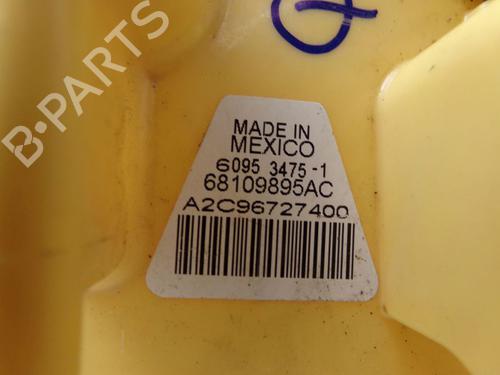 B-PARTS
MADE IN
MEXICO
6095 3475-1
68109895AC
A2C96727400